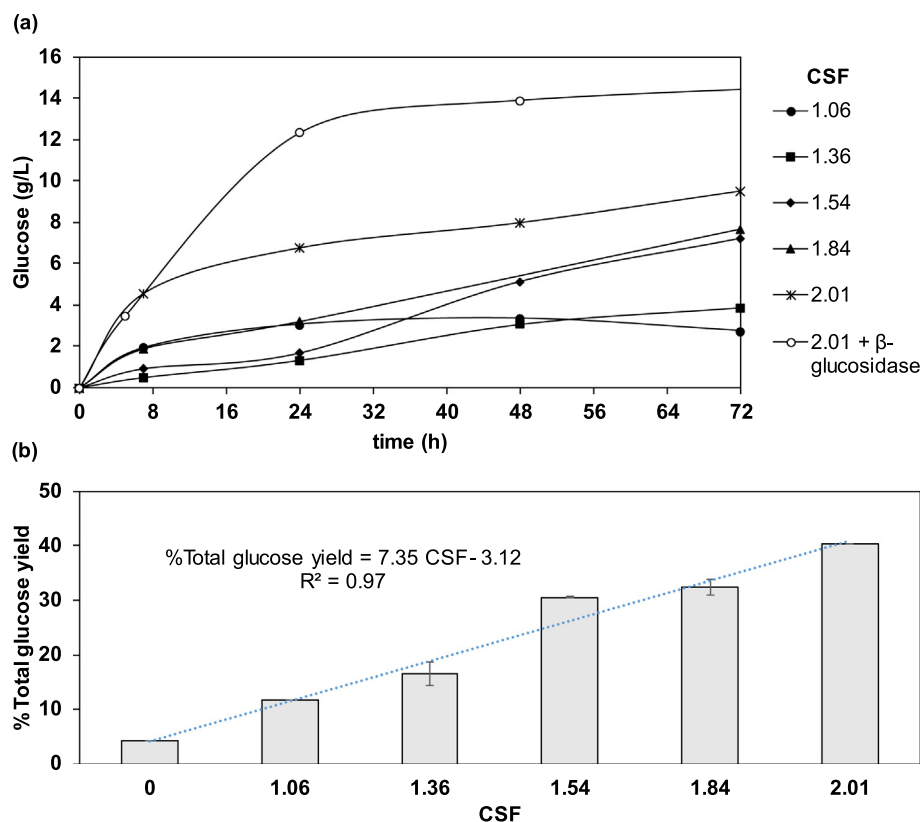 (a)
16
14
12
10
8
6
4
2
0
Glucose (g/L)
0 8 16 24 32 40 48 56 64 72
time (h)
CSF
1.06
1.36
1.54
1.84
2.01
2.01 + β-
glucosidase
(b)
50
40
30
20
10
0
%Total glucose yield
%Total glucose yield = 7.35 CSF - 3.12
R² = 0.97
0 1.06 1.36 1.54 1.84 2.01
CSF